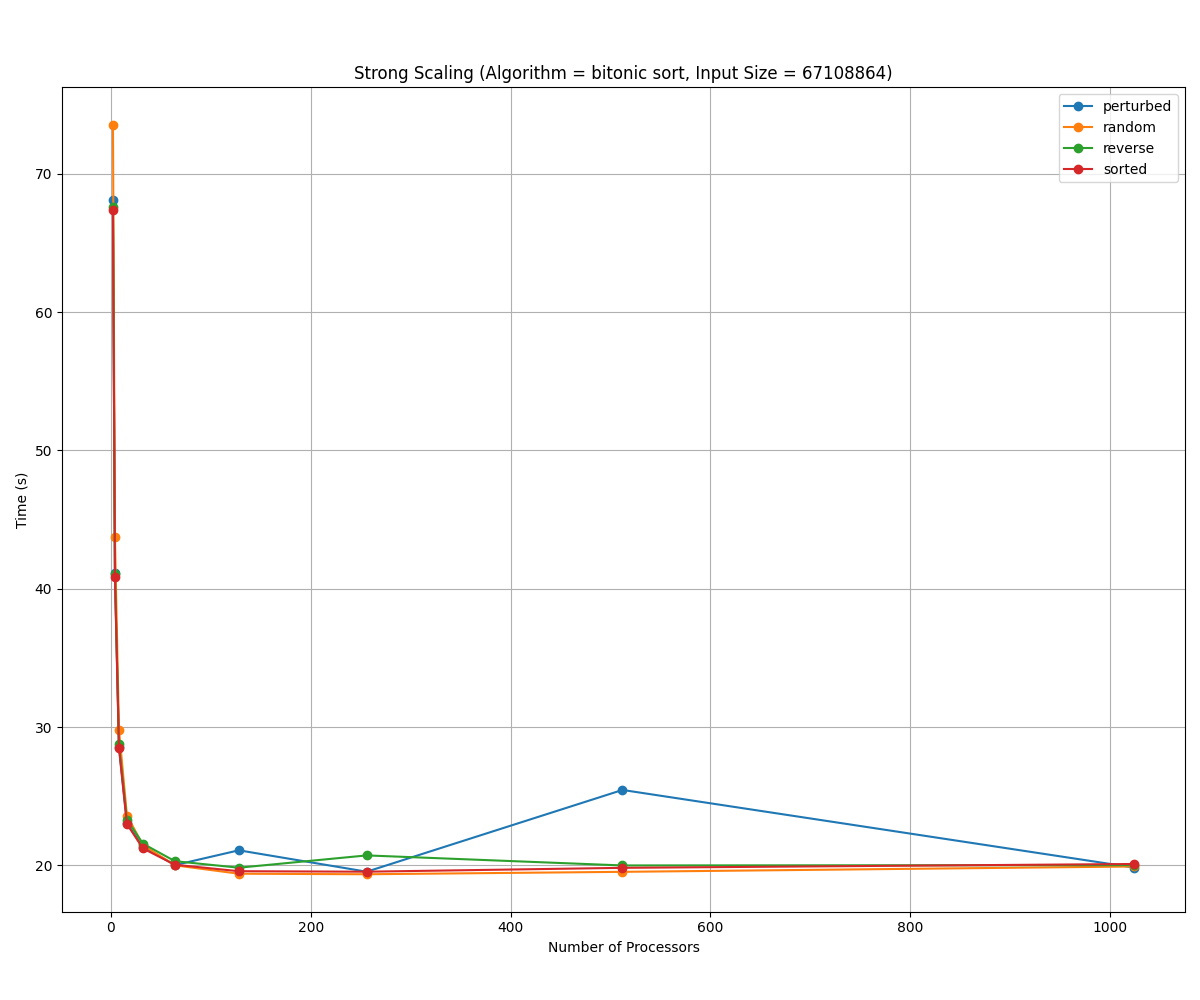 Strong Scaling (Algorithm = bitonic sort, Input Size = 67108864)
perturbed
random
reverse
sorted
70
60
50
40
30
20
Time (s)
0 200 400 600 800 1000
Number of Processors